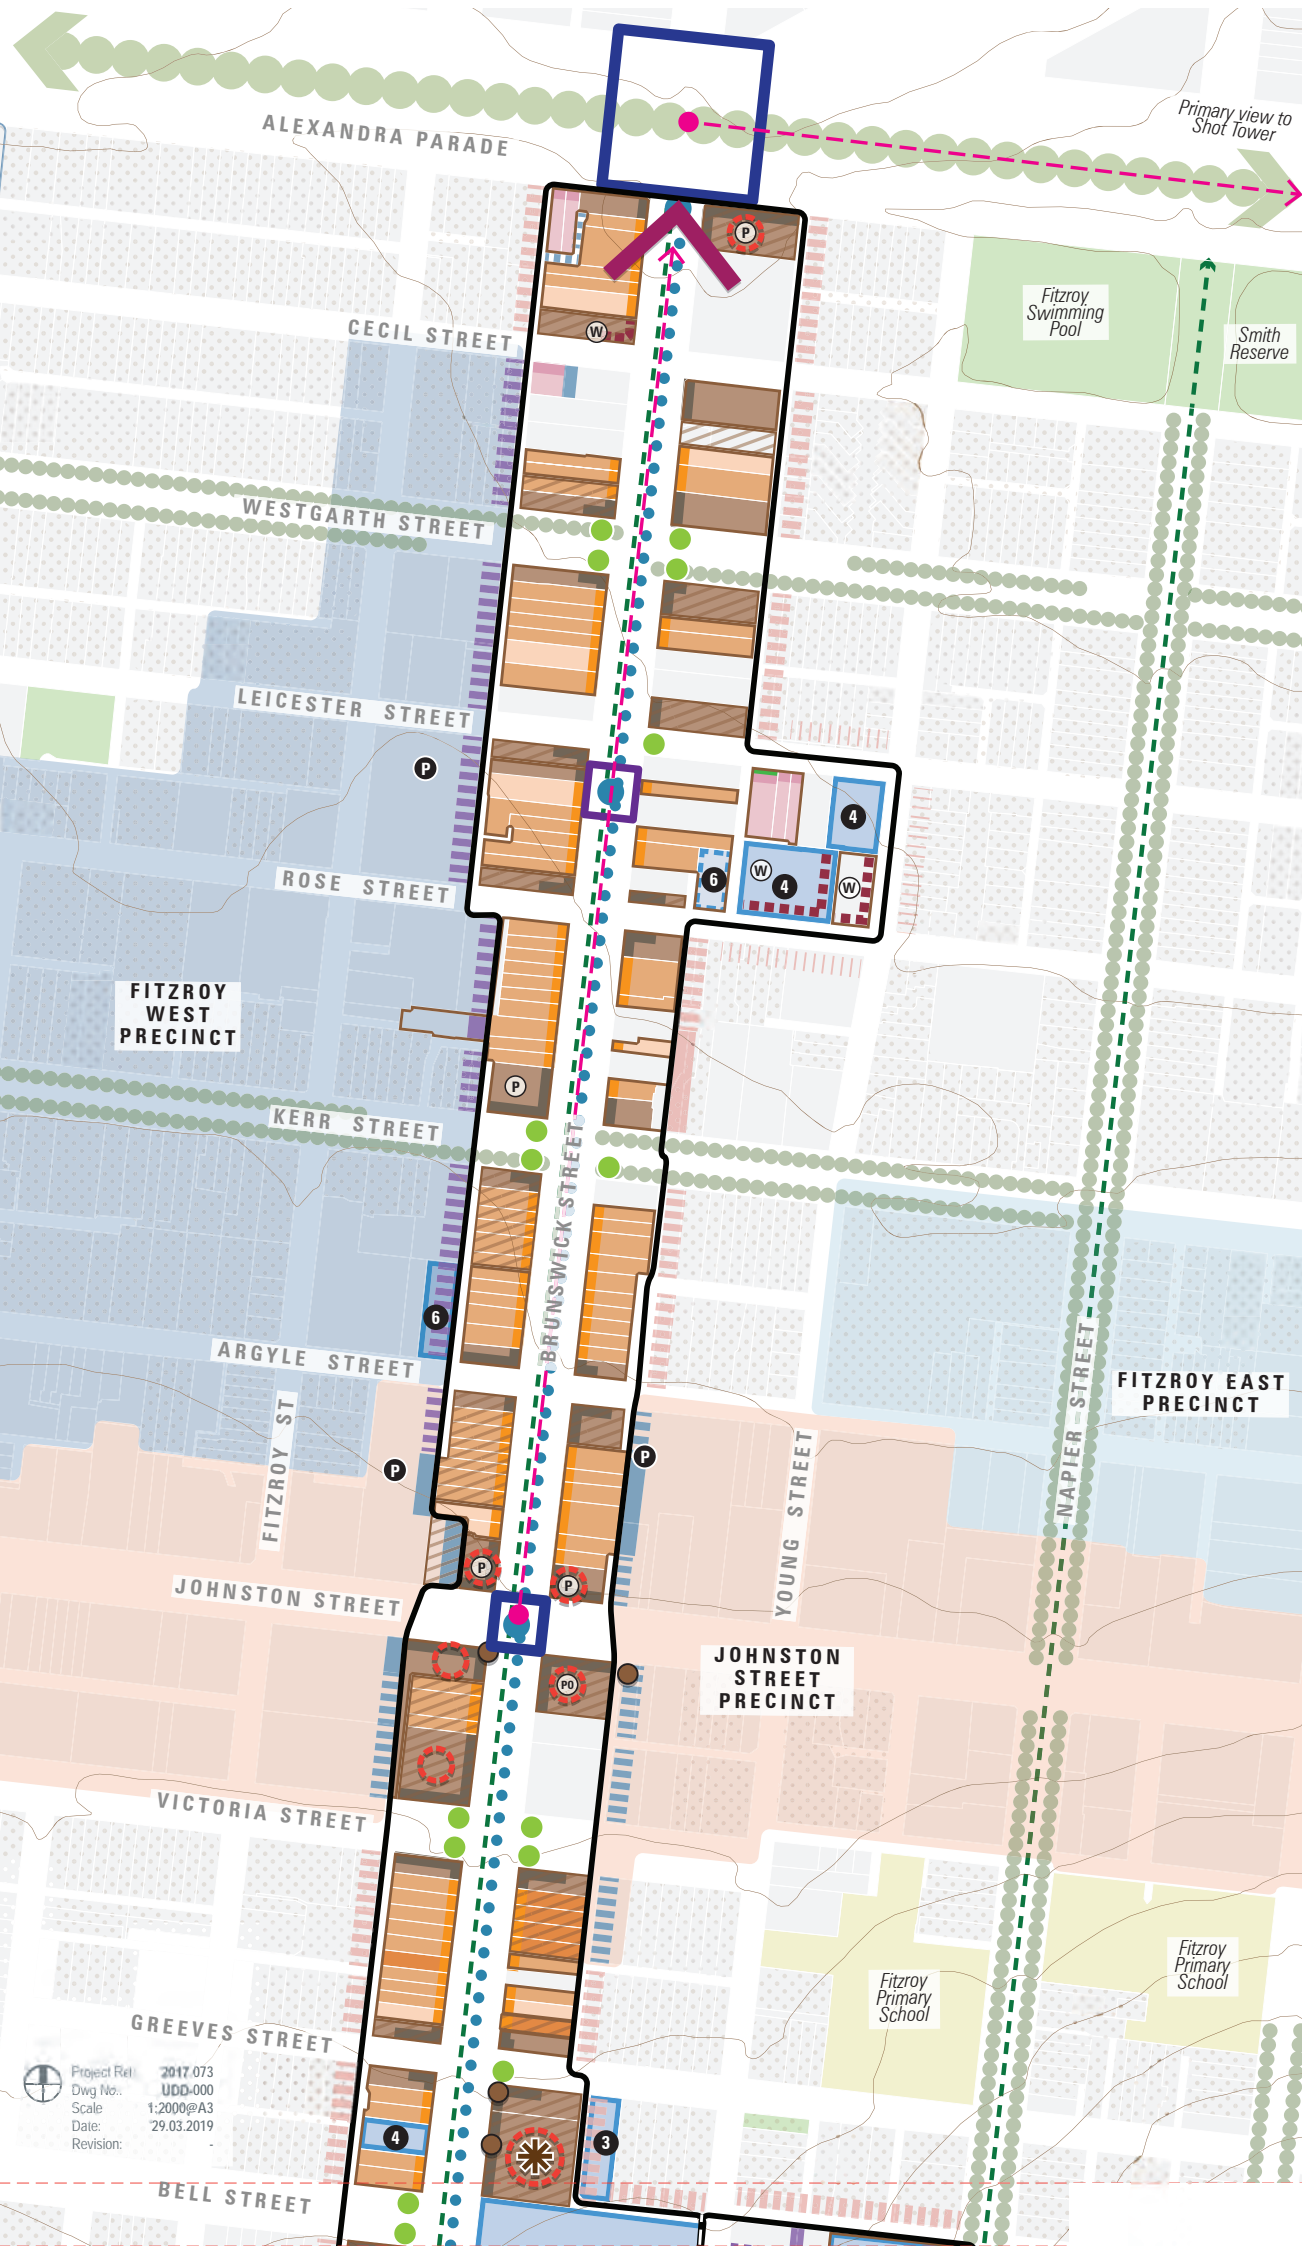 Primary view to
Shot Tower
ALEXANDRA PARADE
P
Fitzroy
Swimming
Pool
Smith
Reserve
CECIL STREET
W
WESTGARTH STREET
LEICESTER STREET
P
4
W
4
W
6
ROSE STREET
FITZROY
WEST
PRECINCT
P
KERR STREET
BRUNSWICK STREET
6
ARGYLE STREET
FITZROY ST
NAPIER STREET
FITZROY EAST
PRECINCT
P
P
YOUNG STREET
P
P
JOHNSTON STREET
JOHNSTON
STREET
PRECINCT
PO
VICTORIA STREET
Fitzroy
Primary
School
Fitzroy
Primary
School
GREEVES STREET
Project Ref: 2017.073
Dwg No.: UDD-000
Scale 1:2000@A3
Date: 29.03.2019
Revision: -
4
3
BELL STREET